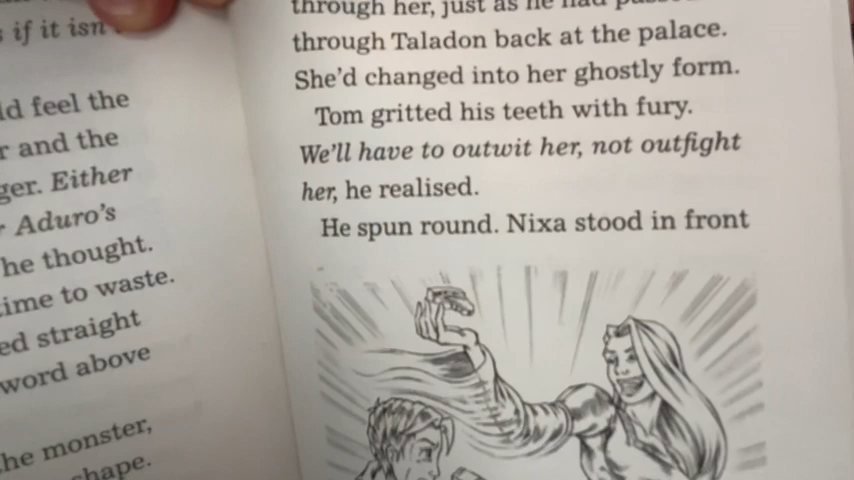 if it isn
ld feel the
r and the
ger. Either
r Aduro's
he thought.
time to waste.
ed straight
word above
he monster,
shape.
through her, just as he had
through Taladon back at the palace.
She'd changed into her ghostly form.
Tom gritted his teeth with fury.
We'll have to outwit her, not outfight
her, he realised.
He spun round. Nixa stood in front